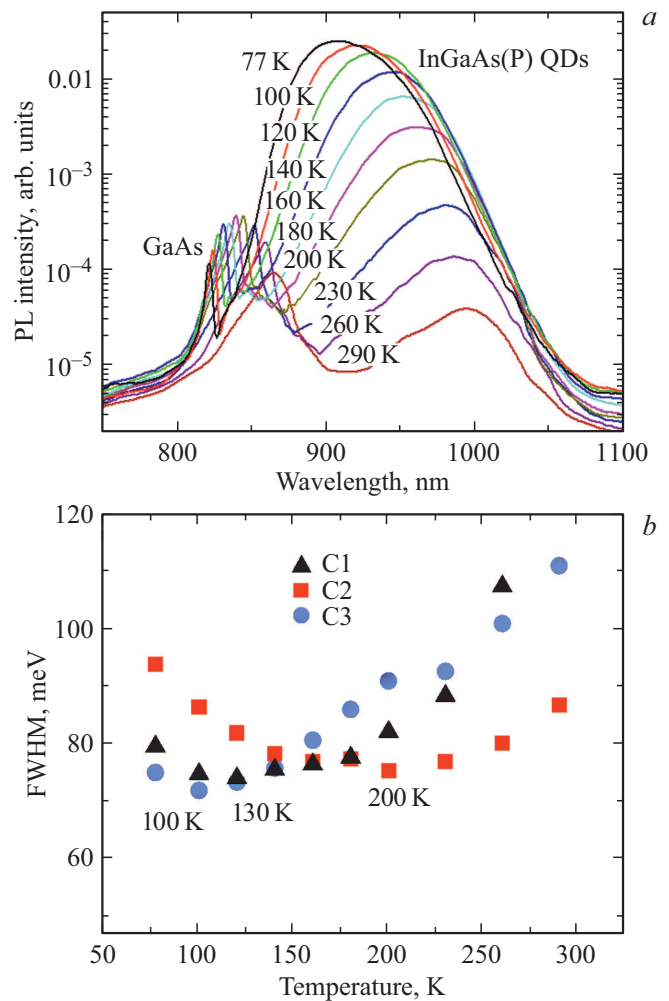 a
77 K
InGaAs(P) QDs
0.01
100 K
120 K
140 K
10⁻³
160 K
GaAs
180 K
200 K
10⁻⁴
230 K
260 K
10⁻⁵
290 K
PL intensity, arb. units
800 900 1000 1100
Wavelength, nm
b
120
C1
C2
C3
100
80
60
100 K 130 K 200 K
FWHM, meV
50 100 150 200 250 300
Temperature, K